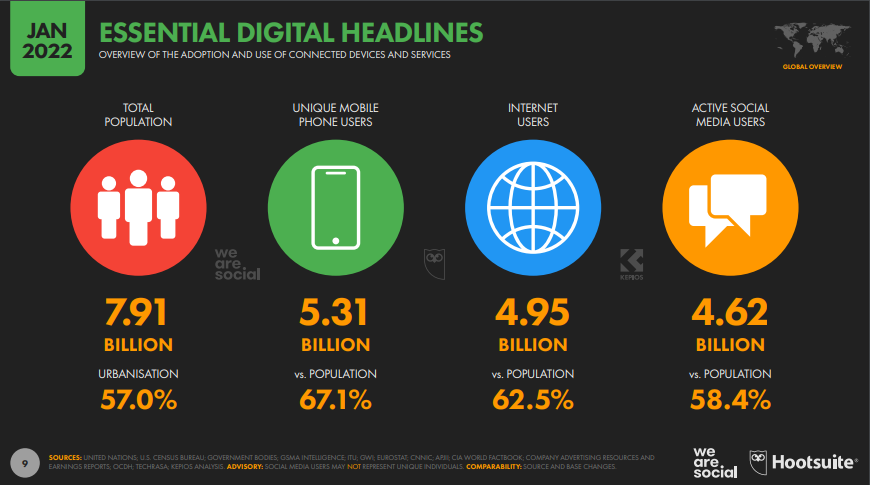 JAN
2022
ESSENTIAL DIGITAL HEADLINES
OVERVIEW OF THE ADOPTION AND USE OF CONNECTED DEVICES AND SERVICES
GLOBAL OVERVIEW
TOTAL
POPULATION
UNIQUE MOBILE
PHONE USERS
INTERNET
USERS
ACTIVE SOCIAL
MEDIA USERS
we
are
social
KEPIOS
7.91
BILLION
URBANISATION
57.0%
5.31
BILLION
vs. POPULATION
67.1%
4.95
BILLION
vs. POPULATION
62.5%
4.62
BILLION
vs. POPULATION
58.4%
9
SOURCES: UNITED NATIONS; U.S. CENSUS BUREAU; GOVERNMENT BODIES; GSMA INTELLIGENCE; ITU; GWI; EUROSTAT; CNNIC; APJII; CIA WORLD FACTBOOK; COMPANY ADVERTISING RESOURCES AND
EARNINGS REPORTS; OCDH; TECHRASA; KEPIOS ANALYSIS. ADVISORY: SOCIAL MEDIA USERS MAY NOT REPRESENT UNIQUE INDIVIDUALS. COMPARABILITY: SOURCE AND BASE CHANGES.
we
are
social
Hootsuite®